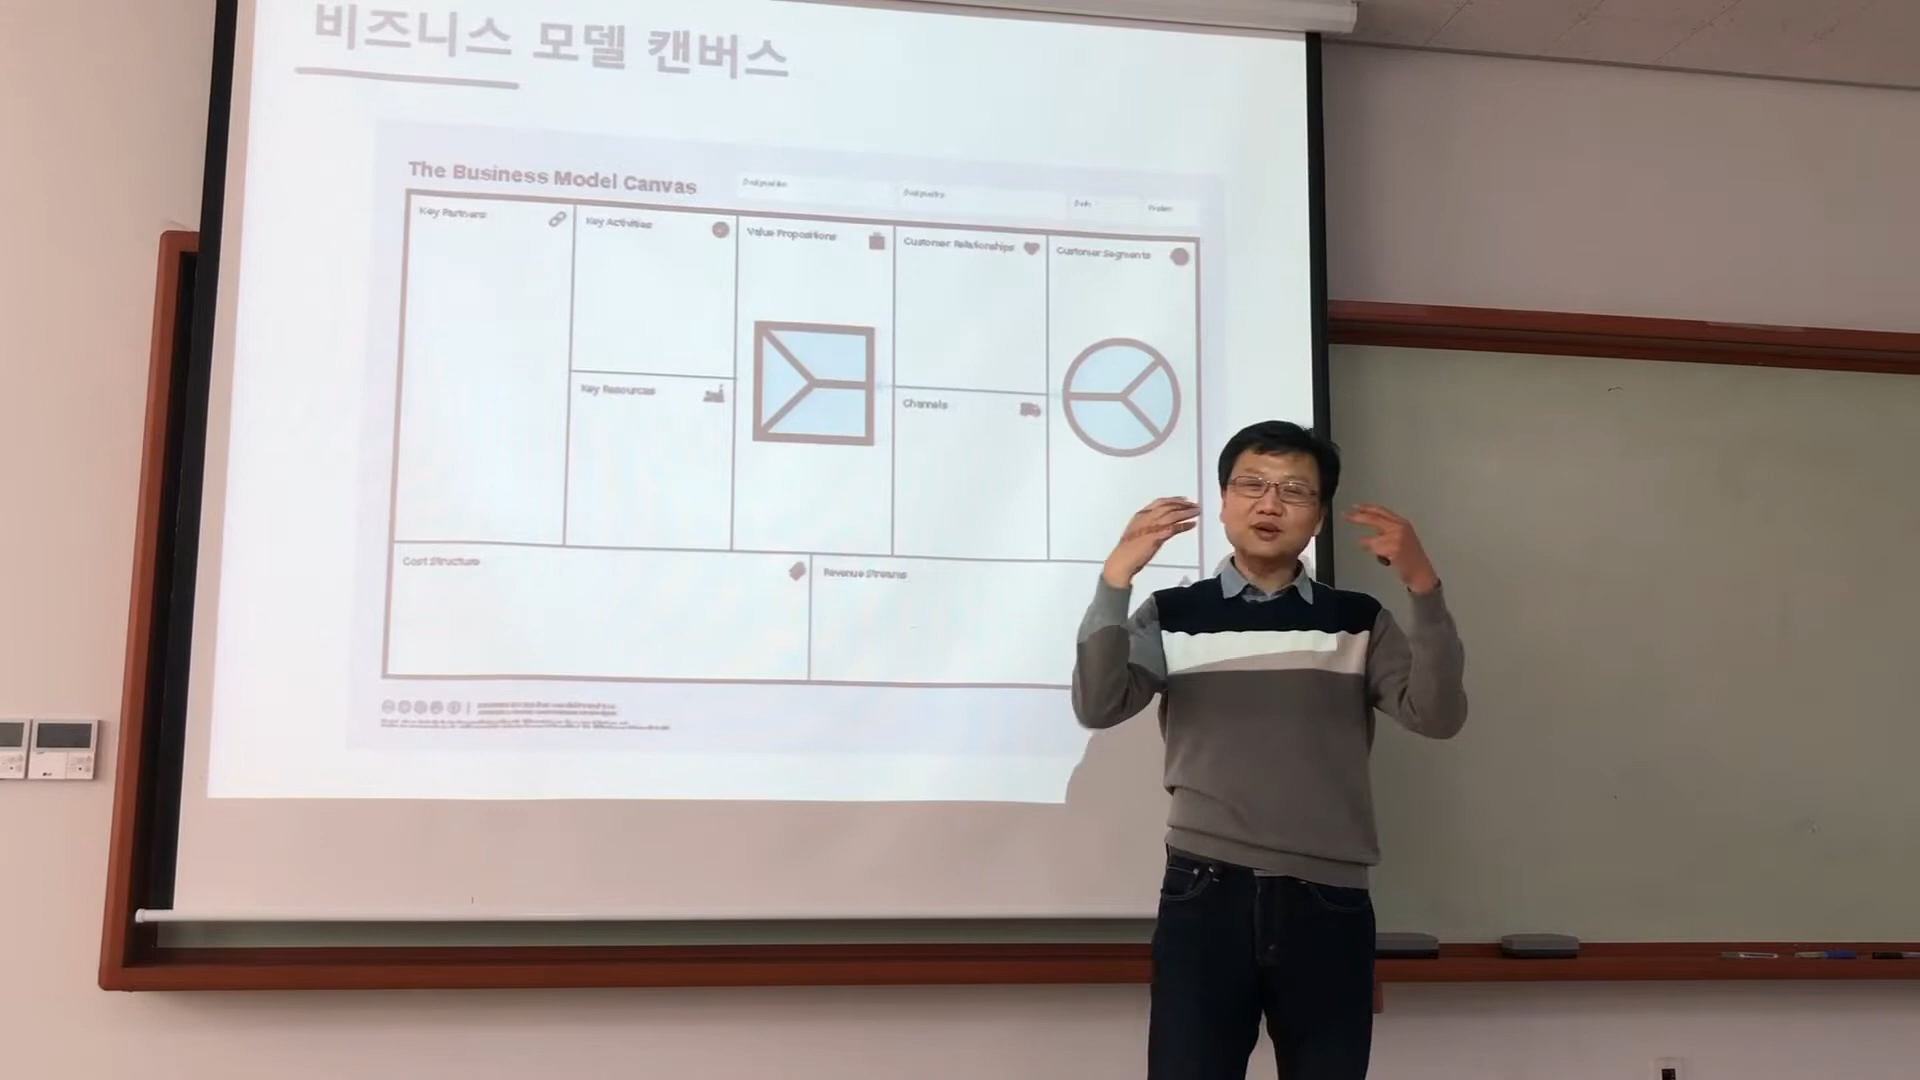 비즈니스 모델 캔버스
The Business Model Canvas
Key Partners
Key Activities
Value Propositions
Customer Relationships
Customer Segments
Key Resources
Channels
Cost Structure
Revenue Streams